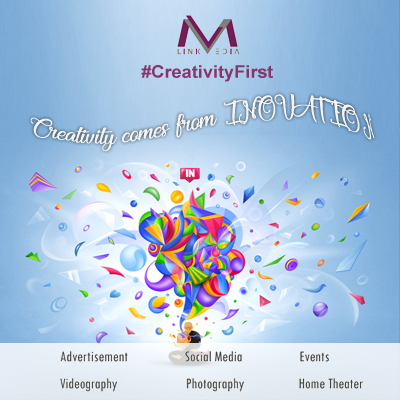 LINK MEDIA
#CreativityFirst
Creativity comes from INOVATION
IN
Advertisement Social Media Events
Videography Photography Home Theater